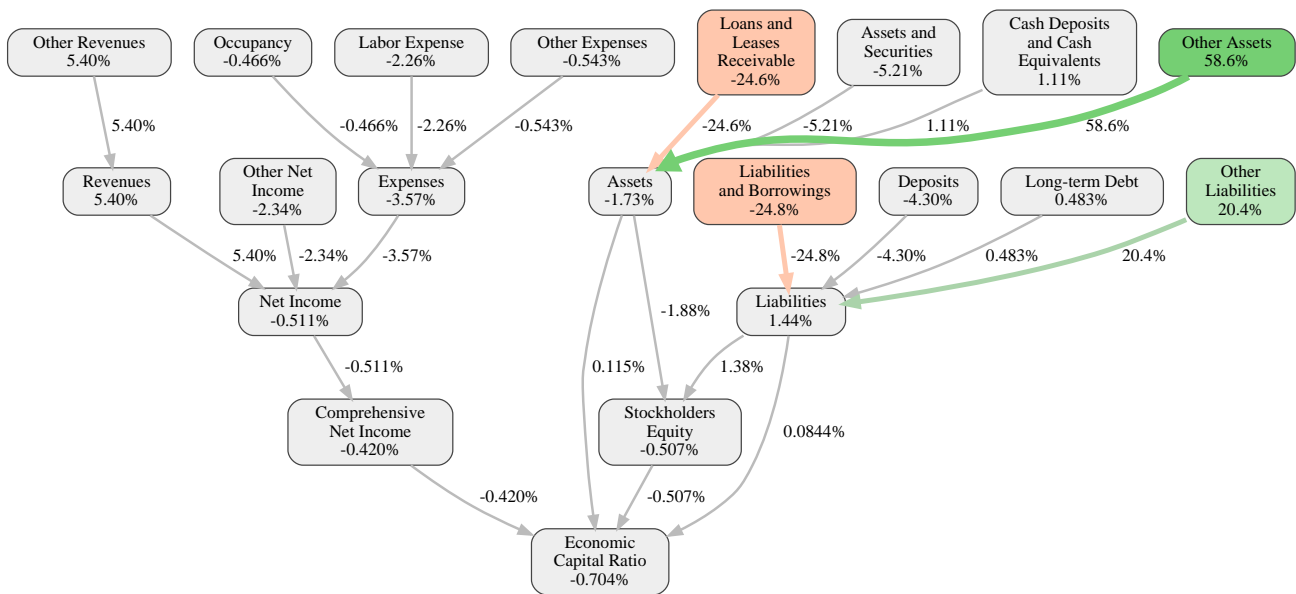 Other Revenues
5.40%
Occupancy
-0.466%
Labor Expense
-2.26%
Other Expenses
-0.543%
Loans and
Leases
Receivable
-24.6%
Assets and
Securities
-5.21%
Cash Deposits
and Cash
Equivalents
1.11%
Other Assets
58.6%
5.40%
-0.466%
-2.26%
-0.543%
-24.6%
-5.21%
1.11%
58.6%
Revenues
5.40%
Other Net
Income
-2.34%
Expenses
-3.57%
Assets
-1.73%
Liabilities
and Borrowings
-24.8%
Deposits
-4.30%
Long-term Debt
0.483%
Other
Liabilities
20.4%
5.40%
-2.34%
-3.57%
-24.8%
-4.30%
0.483%
20.4%
Net Income
-0.511%
-1.88%
Liabilities
1.44%
-0.511%
0.115%
1.38%
Comprehensive
Net Income
-0.420%
Stockholders
Equity
-0.507%
0.0844%
-0.420%
-0.507%
Economic
Capital Ratio
-0.704%